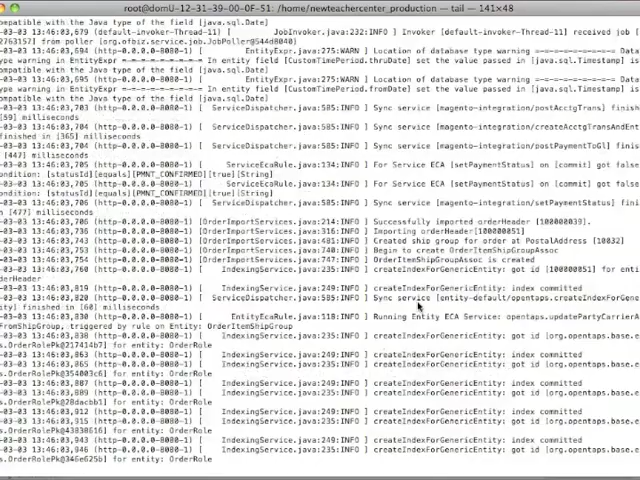 root@domU-12-31-39-00-0F-51: /home/newteachercenter_production — tail — 141×48
ompatible with the Java type of the field [java.sql.Date]
-03-03 13:46:03,679 (default-invoker-Thread-11) [ JobInvoker.java:232:INFO ] Invoker [default-invoker-Thread-11] received job [
27631571] from poller [org.ofbiz.service.job.JobPoller@544d8040]
-03-03 13:46:03,694 (http-0.0.0.0-8080-1) [ EntityExpr.java:275:WARN ] Location of database type warning =-=-=-=-=-=-= Data
ype warning in EntityExpr =-=-=-=-=-=-= In entity field [CustomTimePeriod.thruDate] set the value passed in [java.sql.Timestamp] is
ompatible with the Java type of the field [java.sql.Date]
-03-03 13:46:03,695 (http-0.0.0.0-8080-1) [ EntityExpr.java:275:WARN ] Location of database type warning =-=-=-=-=-=-= Data
ype warning in EntityExpr =-=-=-=-=-=-= In entity field [CustomTimePeriod.fromDate] set the value passed in [java.sql.Timestamp] is
ompatible with the Java type of the field [java.sql.Date]
-03-03 13:46:03,703 (http-0.0.0.0-8080-1) [ ServiceDispatcher.java:585:INFO ] Sync service [magento-integration/postAcctgTrans] finish
[59] milliseconds
-03-03 13:46:03,704 (http-0.0.0.0-8080-1) [ ServiceDispatcher.java:585:INFO ] Sync service [magento-integration/createAcctgTransAndEnt
finished in [365] milliseconds
-03-03 13:46:03,704 (http-0.0.0.0-8080-1) [ ServiceDispatcher.java:585:INFO ] Sync service [magento-integration/postPaymentToGl] finish
[447] milliseconds
-03-03 13:46:03,705 (http-0.0.0.0-8080-1) [ ServiceEcaRule.java:134:INFO ] For Service ECA [setPaymentStatus] on [commit] got false
ondition: [statusId][equals][PMNT_CONFIRMED][true][String]
-03-03 13:46:03,705 (http-0.0.0.0-8080-1) [ ServiceEcaRule.java:134:INFO ] For Service ECA [setPaymentStatus] on [commit] got false
ondition: [statusId][equals][PMNT_CONFIRMED][true][String]
-03-03 13:46:03,706 (http-0.0.0.0-8080-1) [ ServiceDispatcher.java:585:INFO ] Sync service [magento-integration/setPaymentStatus] finis
n [477] milliseconds
-03-03 13:46:03,706 (http-0.0.0.0-8080-1) [OrderImportServices.java:214:INFO ] Successfully imported orderHeader [100000039].
-03-03 13:46:03,736 (http-0.0.0.0-8080-1) [OrderImportServices.java:316:INFO ] Importing orderHeader [100000051]
-03-03 13:46:03,743 (http-0.0.0.0-8080-1) [OrderImportServices.java:481:INFO ] Created ship group for order at PostalAddress [10032]
-03-03 13:46:03,753 (http-0.0.0.0-8080-1) [OrderImportServices.java:740:INFO ] Begin to create OrderItemShipGroupAssoc
-03-03 13:46:03,754 (http-0.0.0.0-8080-1) [OrderImportServices.java:747:INFO ] OrderItemShipGroupAssoc is created
-03-03 13:46:03,760 (http-0.0.0.0-8080-1) [ IndexingService.java:235:INFO ] createIndexForGenericEntity: got id [100000051] for enti
derHeader
-03-03 13:46:03,819 (http-0.0.0.0-8080-1) [ IndexingService.java:249:INFO ] createIndexForGenericEntity: index committed
-03-03 13:46:03,820 (http-0.0.0.0-8080-1) [ ServiceDispatcher.java:585:INFO ] Sync service [entity-default/opentaps.createIndexForGene
ity] finished in [60] milliseconds
-03-03 13:46:03,830 (http-0.0.0.0-8080-1) [ EntityEcaRule.java:118:INFO ] Running Entity ECA Service: opentaps.updatePartyCarrierA
FromShipGroup, triggered by rule on Entity: OrderItemShipGroup
-03-03 13:46:03,838 (http-0.0.0.0-8080-1) [ IndexingService.java:235:INFO ] createIndexForGenericEntity: got id [org.opentaps.base.
s.OrderRolePk@217414b7] for entity: OrderRole
-03-03 13:46:03,863 (http-0.0.0.0-8080-1) [ IndexingService.java:249:INFO ] createIndexForGenericEntity: index committed
-03-03 13:46:03,865 (http-0.0.0.0-8080-1) [ IndexingService.java:235:INFO ] createIndexForGenericEntity: got id [org.opentaps.base.
s.OrderRolePk@354003c6] for entity: OrderRole
-03-03 13:46:03,887 (http-0.0.0.0-8080-1) [ IndexingService.java:249:INFO ] createIndexForGenericEntity: index committed
-03-03 13:46:03,889 (http-0.0.0.0-8080-1) [ IndexingService.java:235:INFO ] createIndexForGenericEntity: got id [org.opentaps.base.
s.OrderRolePk@28dacbb1] for entity: OrderRole
-03-03 13:46:03,912 (http-0.0.0.0-8080-1) [ IndexingService.java:249:INFO ] createIndexForGenericEntity: index committed
-03-03 13:46:03,915 (http-0.0.0.0-8080-1) [ IndexingService.java:235:INFO ] createIndexForGenericEntity: got id [org.opentaps.base.
s.OrderRolePk@43838616] for entity: OrderRole
-03-03 13:46:03,943 (http-0.0.0.0-8080-1) [ IndexingService.java:249:INFO ] createIndexForGenericEntity: index committed
-03-03 13:46:03,946 (http-0.0.0.0-8080-1) [ IndexingService.java:235:INFO ] createIndexForGenericEntity: got id [org.opentaps.base.
s.OrderRolePk@346e625b] for entity: OrderRole